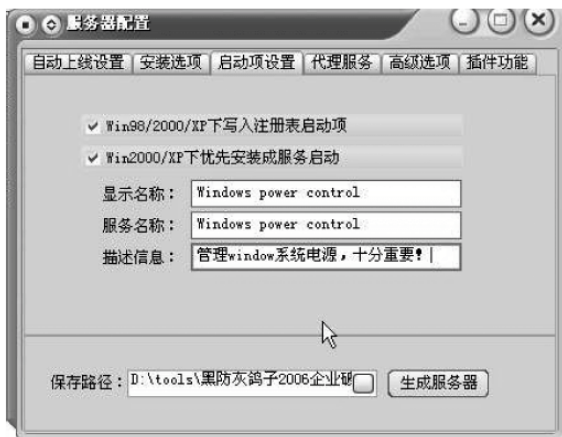 服务器配置
自动上线设置 安装选项 启动项设置 代理服务 高级选项 插件功能
Win98/2000/XP下写入注册表启动项
Win2000/XP下优先安装成服务启动
显示名称： Windows power control
服务名称： Windows power control
描述信息： 管理window系统电源，十分重要！
保存路径： D:\tools\黑防灰鸽子2006企业 生成服务器